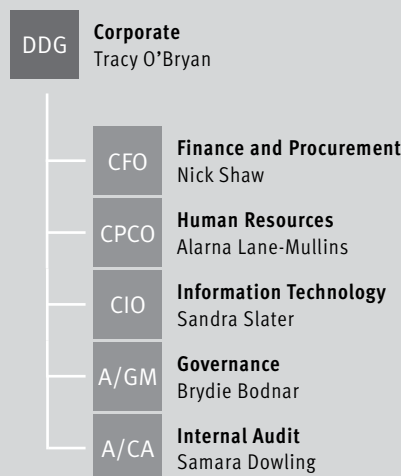 DDG
Corporate
Tracy O’Bryan
CFO
Finance and Procurement
Nick Shaw
CPCO
Human Resources
Alarna Lane-Mullins
CIO
Information Technology
Sandra Slater
A/GM
Governance
Brydie Bodnar
A/CA
Internal Audit
Samara Dowling